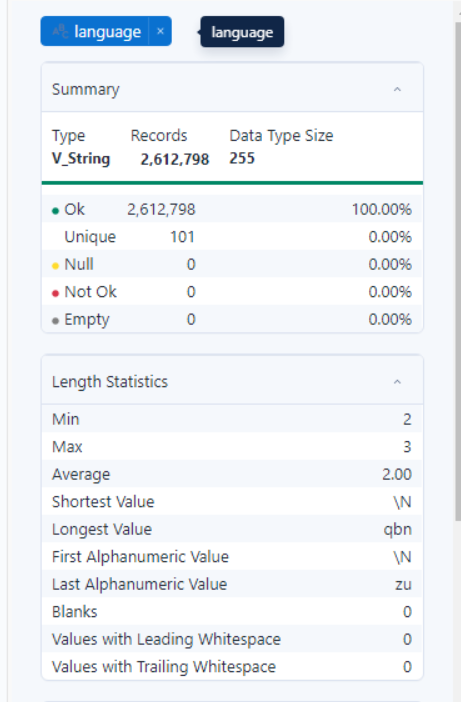 language ×
language
Summary
Type Records Data Type Size
V_String 2,612,798 255
Ok 2,612,798 100.00%
Unique 101 0.00%
Null 0 0.00%
Not Ok 0 0.00%
Empty 0 0.00%
Length Statistics
Min 2
Max 3
Average 2.00
Shortest Value \N
Longest Value qbn
First Alphanumeric Value \N
Last Alphanumeric Value zu
Blanks 0
Values with Leading Whitespace 0
Values with Trailing Whitespace 0